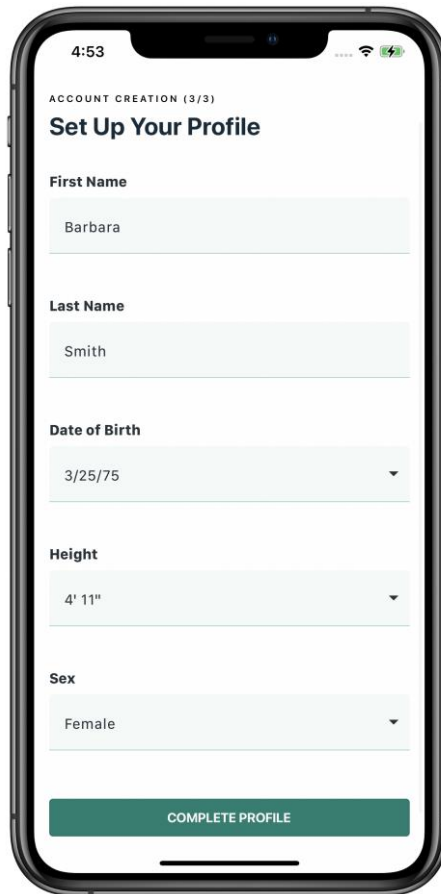 4:53
ACCOUNT CREATION (3/3)
Set Up Your Profile
First Name
Barbara
Last Name
Smith
Date of Birth
3/25/75
Height
4' 11"
Sex
Female
COMPLETE PROFILE